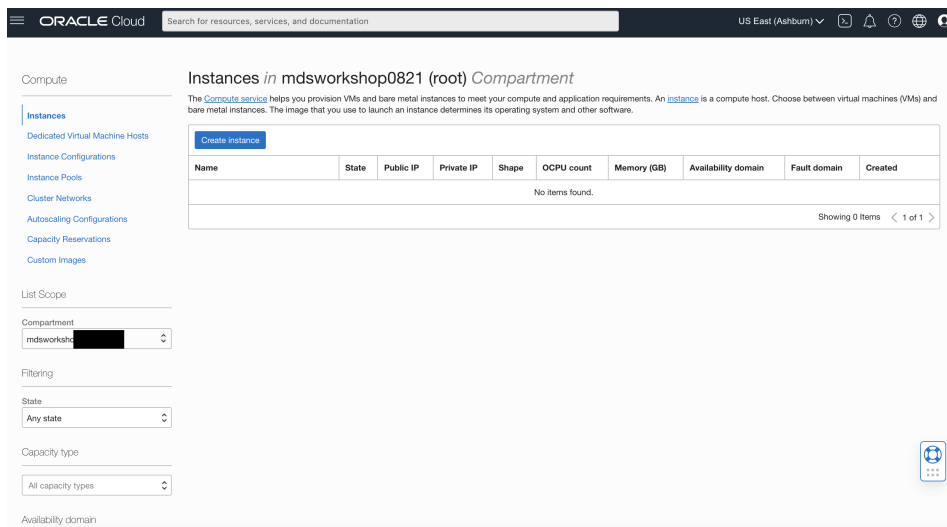 ORACLE Cloud
Search for resources, services, and documentation
US East (Ashburn)
Compute
Instances
Dedicated Virtual Machine Hosts
Instance Configurations
Instance Pools
Cluster Networks
Autoscaling Configurations
Capacity Reservations
Custom Images
List Scope
Compartment
mdsworksho
Filtering
State
Any state
Capacity type
All capacity types
Availability domain
Instances in mdsworkshop0821 (root) Compartment
The Compute service helps you provision VMs and bare metal instances to meet your compute and application requirements. An instance is a compute host. Choose between virtual machines (VMs) and
bare metal instances. The image that you use to launch an instance determines its operating system and other software.
Create instance
Name State Public IP Private IP Shape OCPU count Memory (GB) Availability domain Fault domain Created
No items found.
Showing 0 Items < 1 of 1 >